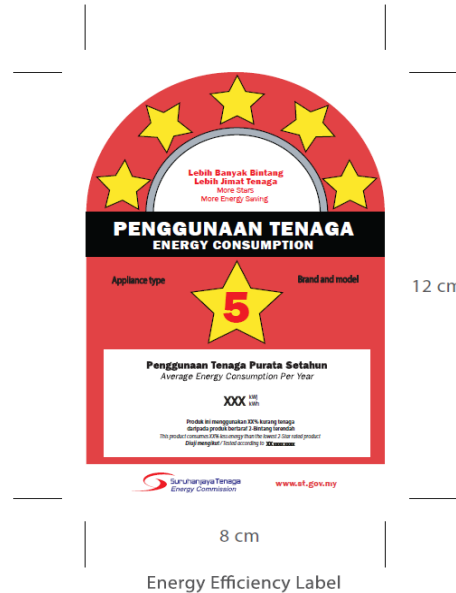 Lebih Banyak Bintang
Lebih Jimat Tenaga
More Stars
More Energy Saving
PENGGUNAAN TENAGA
ENERGY CONSUMPTION
Appliance type
Brand and model
5
12 cm
Penggunaan Tenaga Purata Setahun
Average Energy Consumption Per Year
XXX kWj
kWh
Produk ini menggunakan XX% kurang tenaga
daripada produk bertaraf 2-Bintang terendah
This product consumes XX% less energy than the lowest 2-Star rated product
Diuji mengikut / Tested according to XX xxxx:xxxx
Suruhanjaya Tenaga
Energy Commission
www.st.gov.my
8 cm
Energy Efficiency Label